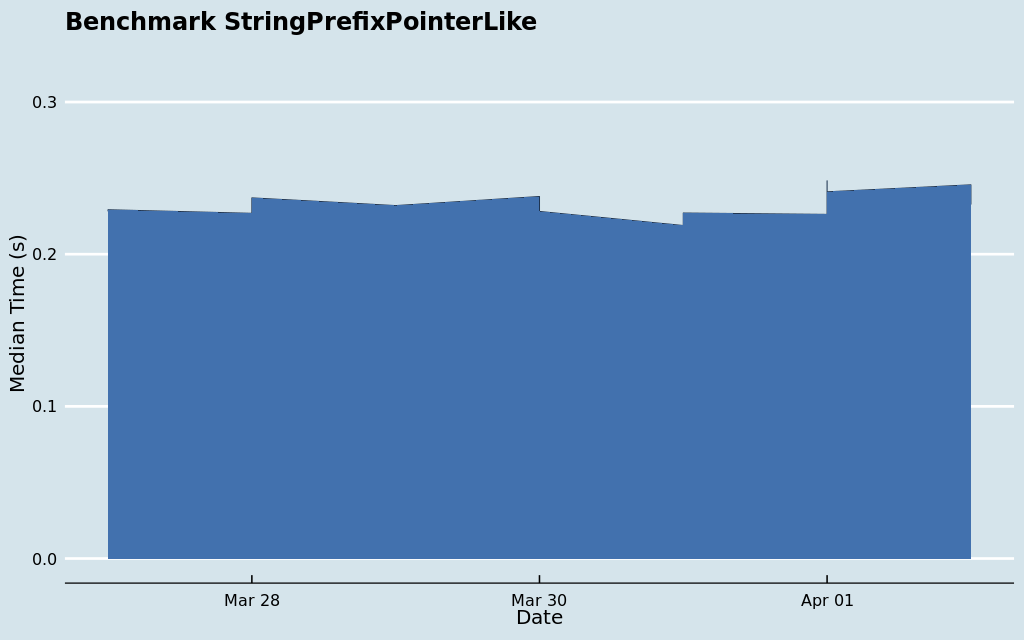 Benchmark StringPrefixPointerLike
Median Time (s)
0.3
0.2
0.1
0.0
Mar 28
Mar 30
Apr 01
Date